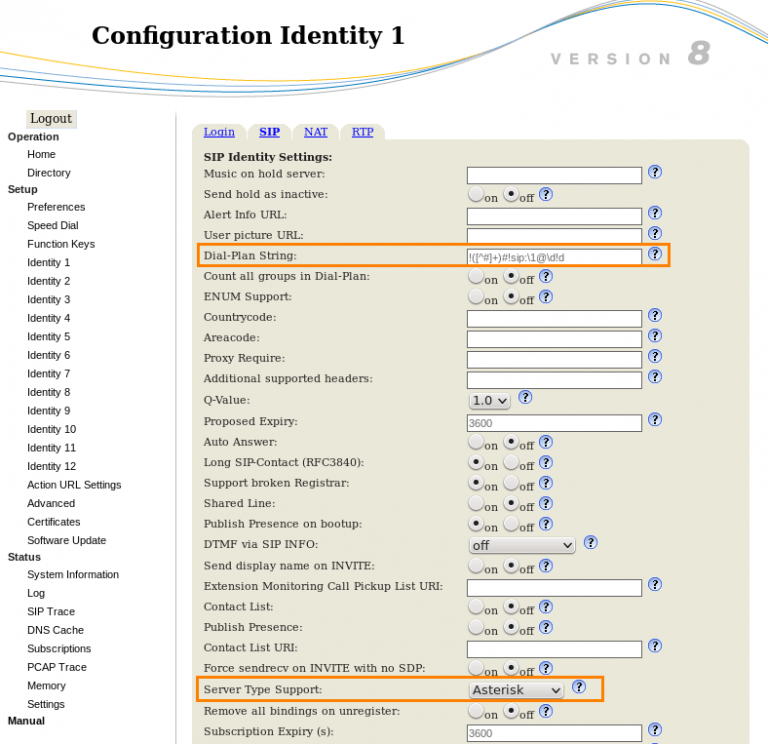 Configuration Identity 1
VERSION 8
Logout
Operation
Home
Directory
Setup
Preferences
Speed Dial
Function Keys
Identity 1
Identity 2
Identity 3
Identity 4
Identity 5
Identity 6
Identity 7
Identity 8
Identity 9
Identity 10
Identity 11
Identity 12
Action URL Settings
Advanced
Certificates
Software Update
Status
System Information
Log
SIP Trace
DNS Cache
Subscriptions
PCAP Trace
Memory
Settings
Manual
Login SIP NAT RTP
SIP Identity Settings:
Music on hold server: ?
Send hold as inactive: on off ?
Alert Info URL: ?
User picture URL: ?
Dial-Plan String: !([^#]+)#!sip:\1@\d!d ?
Count all groups in Dial-Plan: on off ?
ENUM Support: on off ?
Countrycode: ?
Areacode: ?
Proxy Require: ?
Additional supported headers: ?
Q-Value: 1.0 ?
Proposed Expiry: 3600 ?
Auto Answer: on off ?
Long SIP-Contact (RFC3840): on off ?
Support broken Registrar: on off ?
Shared Line: on off ?
Publish Presence on bootup: on off ?
DTMF via SIP INFO: off ?
Send display name on INVITE: on off ?
Extension Monitoring Call Pickup List URI: ?
Contact List: on off ?
Publish Presence: on off ?
Contact List URI: ?
Force sendrecv on INVITE with no SDP: on off ?
Server Type Support: Asterisk ?
Remove all bindings on unregister: on off ?
Subscription Expiry (s): 3600 ?